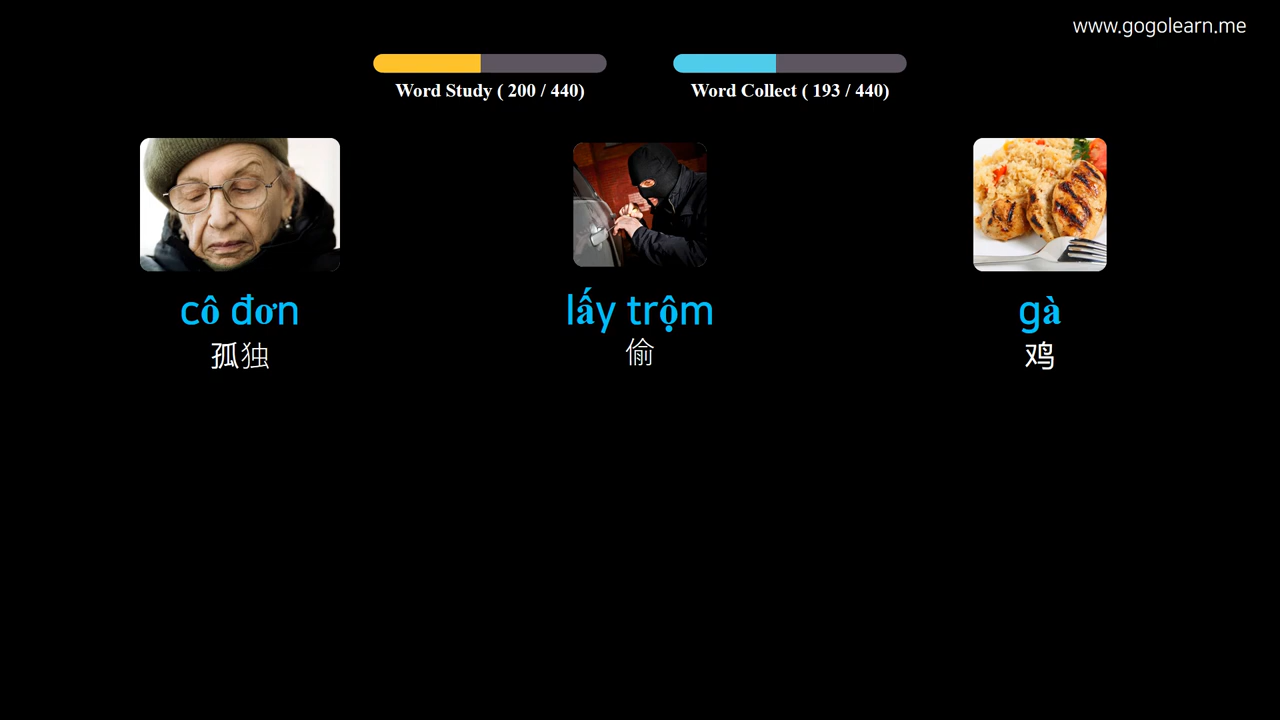 www.gogolearn.me
Word Study ( 200 / 440)
Word Collect ( 193 / 440)
cô đơn
孤独
lấy trộm
偷
gà
鸡